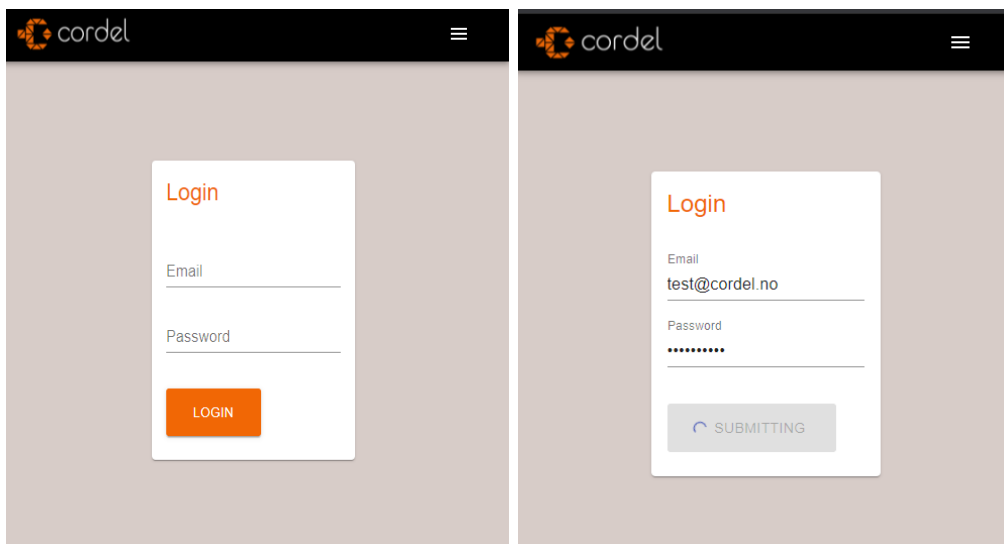 cordel
Login
Email
Password
LOGIN
cordel
Login
Email
test@cordel.no
Password
••••••••••
SUBMITTING